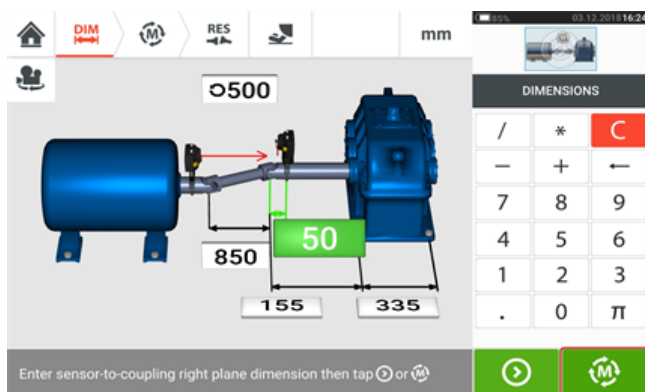 DIM
M
RES
mm
85% 03.12.2018 16:24
DIMENSIONS
↻500
50
850
155 335
/ * C
− + ←
7 8 9
4 5 6
1 2 3
. 0 π
M
Enter sensor-to-coupling right plane dimension then tap or M